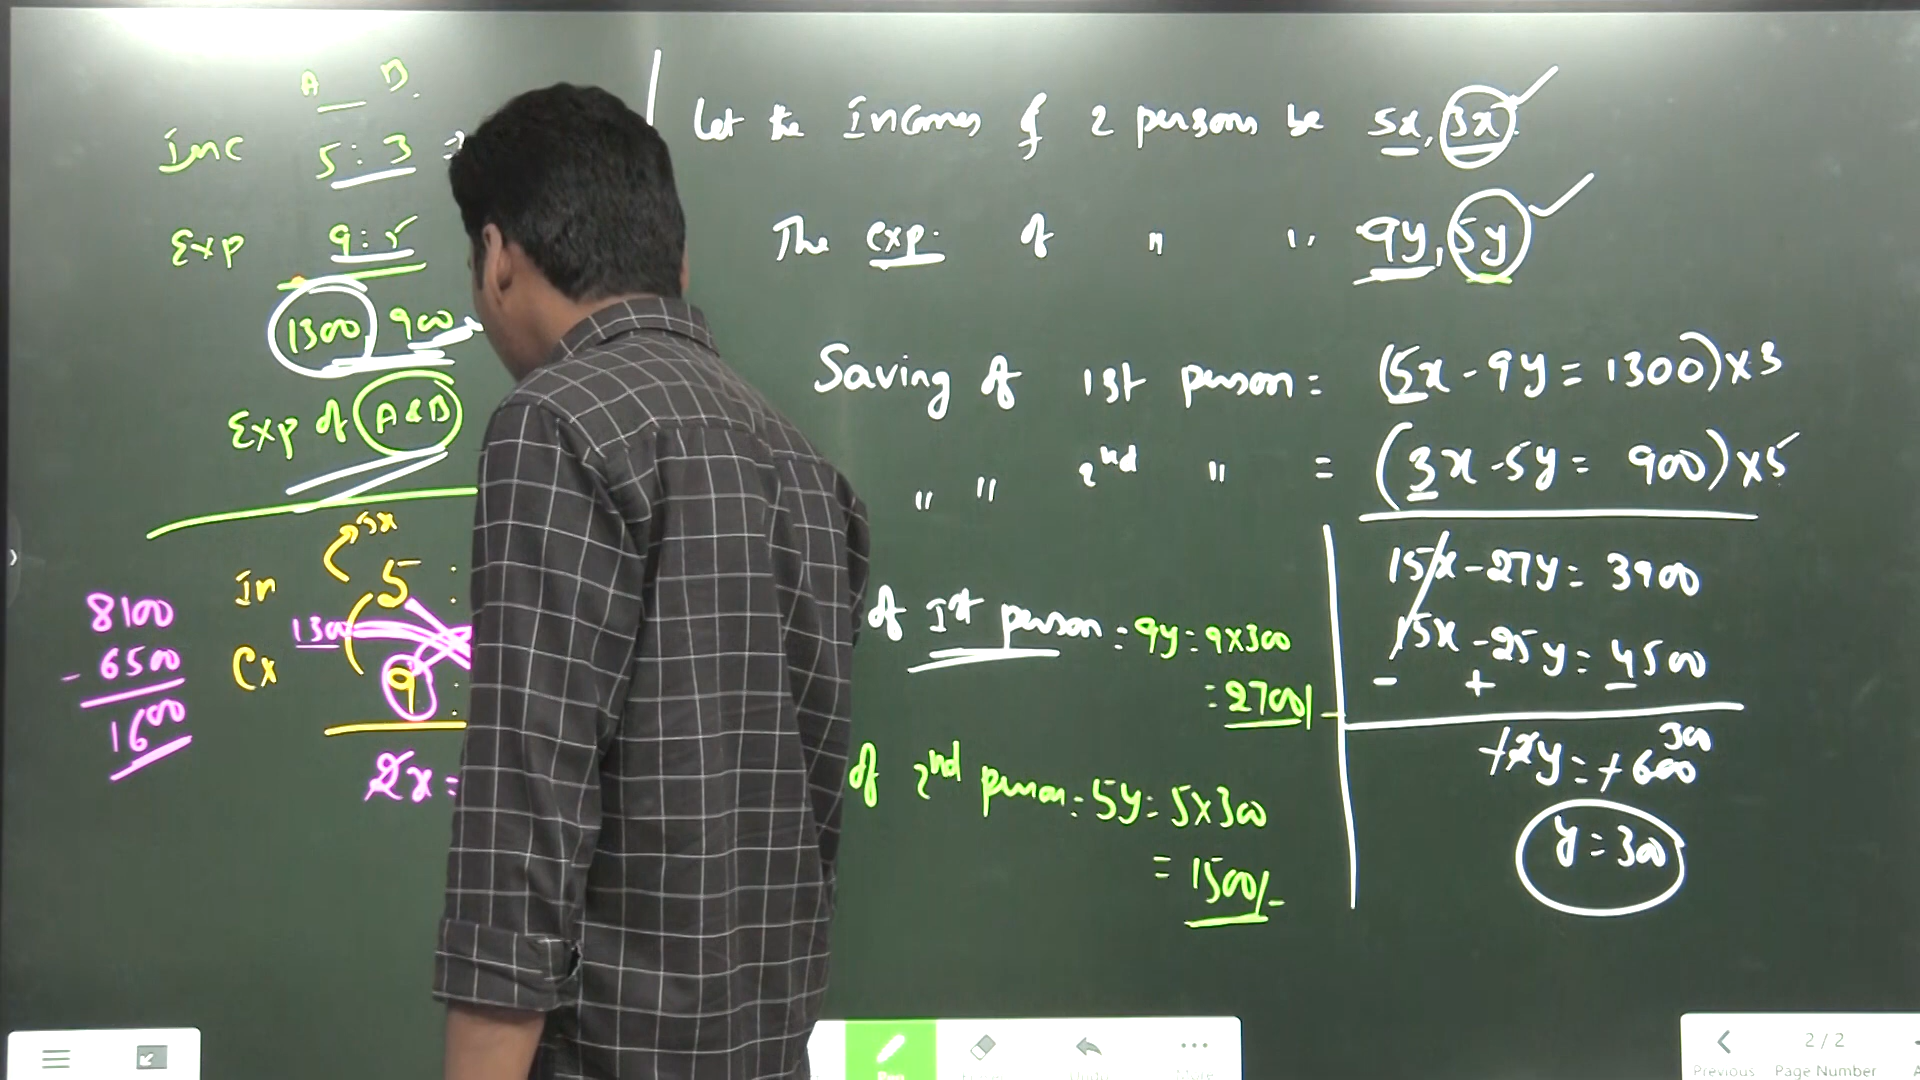 A B.
Inc 5:3
Exp 9:5
1300 900
Exp of A&B
5x
In 5 :
1300
Ex 9 :
2x =
8100
- 6500
1600
Let the Incomes of 2 persons be 5x, 3x.
The exp. of " " 9y, 5y
Saving of 1st person = (5x - 9y = 1300)x3
" " 2nd " = (3x - 5y = 900)x5
15x - 27y = 3900
15x - 25y = 4500
- +
+2y = +600 300
y = 300
of Ist person = 9y = 9x300
= 2700/-
of 2nd person = 5y = 5x300
= 1500/-
2/2
Previous Page Number